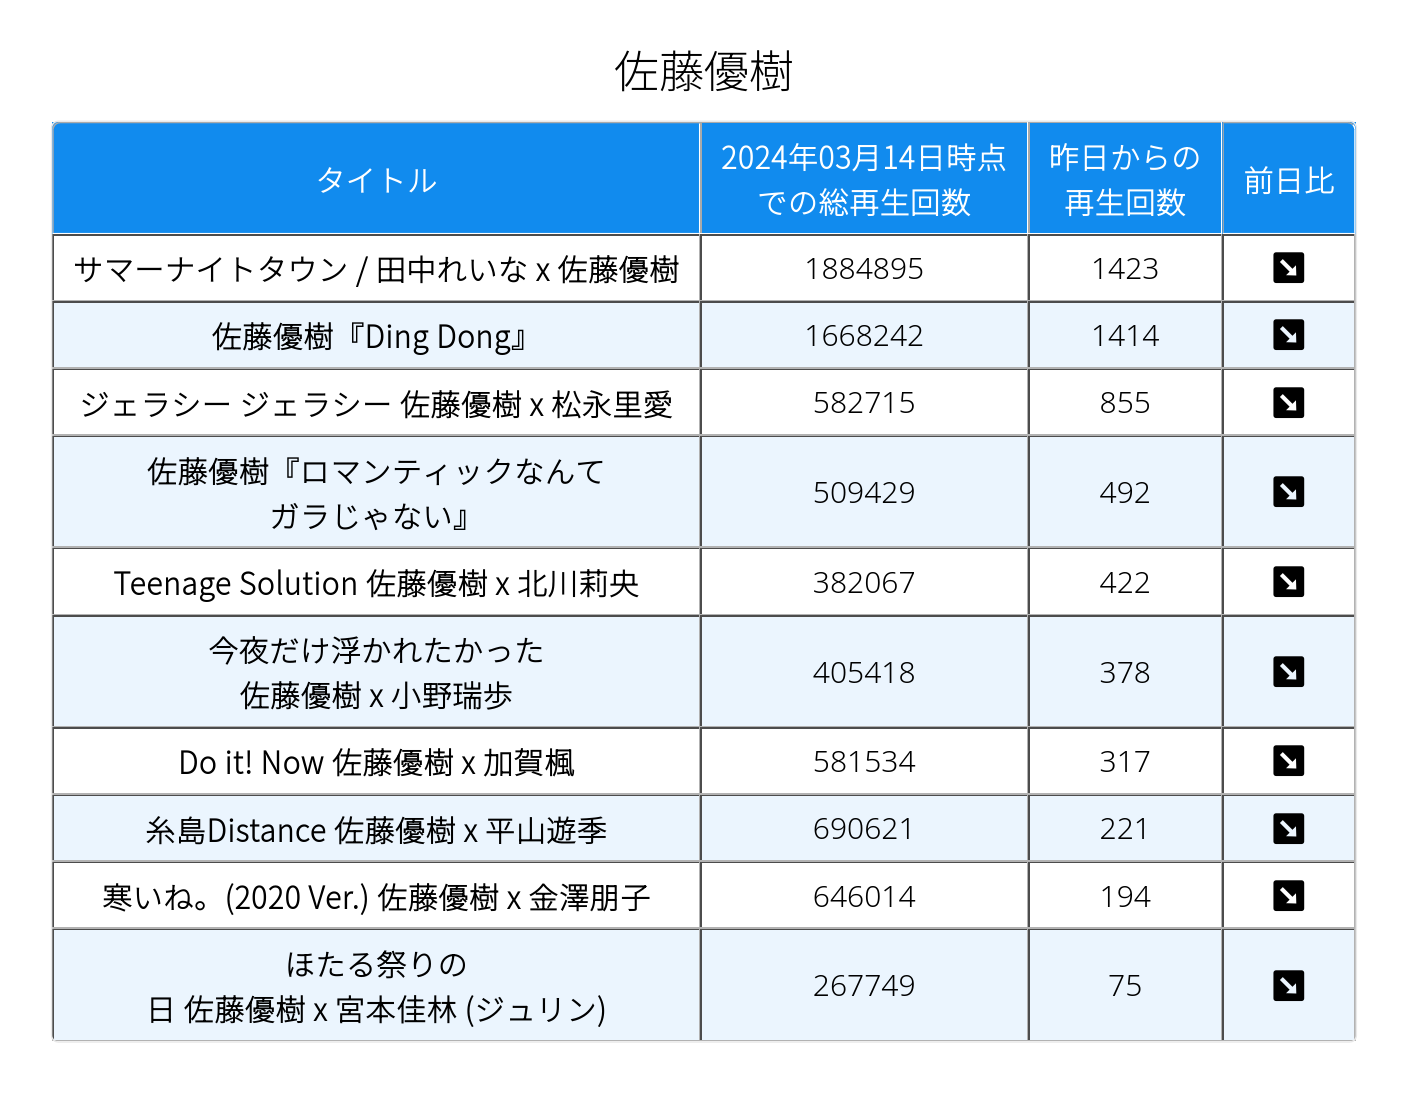 佐藤優樹
タイトル
2024年03月14日時点
での総再生回数
昨日からの
再生回数
前日比
サマーナイトタウン / 田中れいな x 佐藤優樹
1884895
1423
佐藤優樹『Ding Dong』
1668242
1414
ジェラシー ジェラシー 佐藤優樹 x 松永里愛
582715
855
佐藤優樹『ロマンティックなんて
ガラじゃない』
509429
492
Teenage Solution 佐藤優樹 x 北川莉央
382067
422
今夜だけ浮かれたかった
佐藤優樹 x 小野瑞歩
405418
378
Do it! Now 佐藤優樹 x 加賀楓
581534
317
糸島Distance 佐藤優樹 x 平山遊季
690621
221
寒いね。(2020 Ver.) 佐藤優樹 x 金澤朋子
646014
194
ほたる祭りの
日 佐藤優樹 x 宮本佳林 (ジュリン)
267749
75